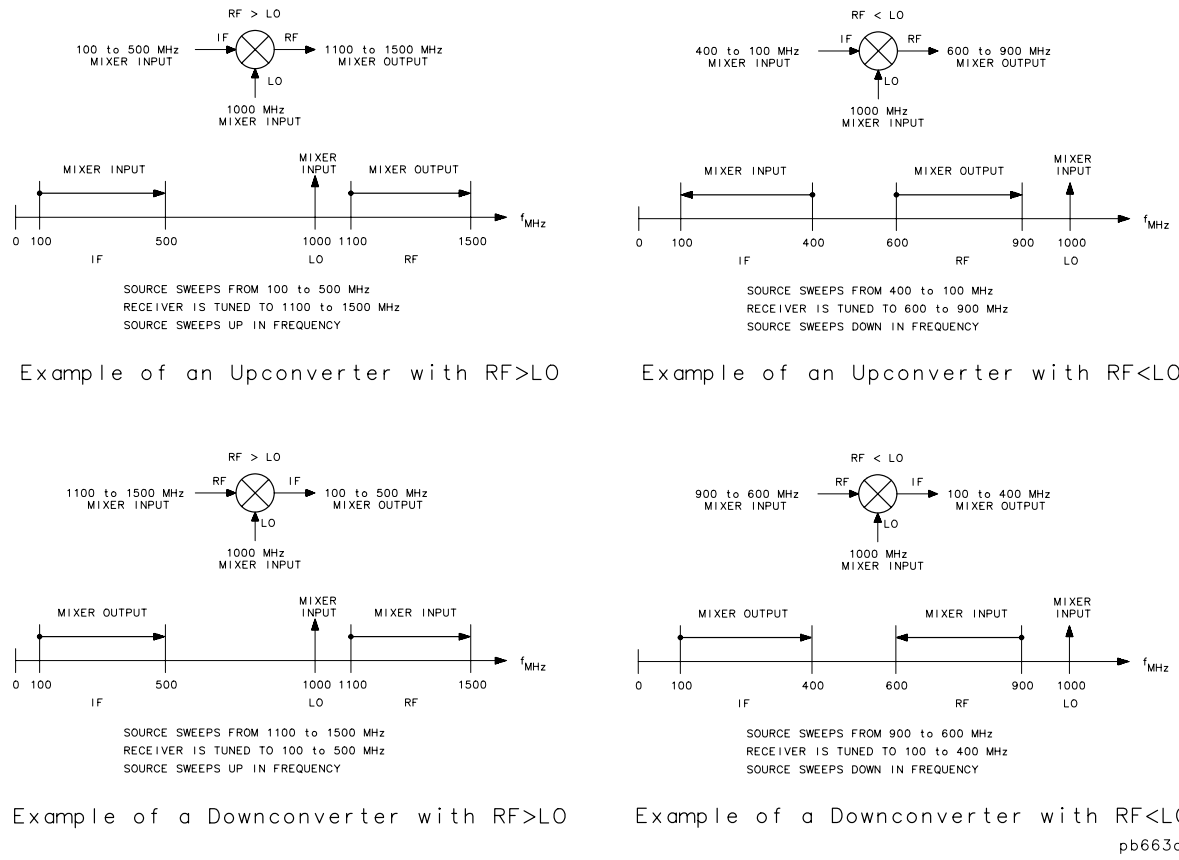 RF > LO
IF
RF
100 to 500 MHz
MIXER INPUT
1100 to 1500 MHz
MIXER OUTPUT
LO
1000 MHz
MIXER INPUT
MIXER INPUT
MIXER
INPUT
MIXER OUTPUT
fMHz
0 100 500 1000 1100 1500
IF LO RF
SOURCE SWEEPS FROM 100 to 500 MHz
RECEIVER IS TUNED TO 1100 to 1500 MHz
SOURCE SWEEPS UP IN FREQUENCY
Example of an Upconverter with RF>LO
RF < LO
IF
RF
400 to 100 MHz
MIXER INPUT
600 to 900 MHz
MIXER OUTPUT
LO
1000 MHz
MIXER INPUT
MIXER INPUT
MIXER OUTPUT
MIXER
INPUT
fMHz
0 100 400 600 900 1000
IF RF LO
SOURCE SWEEPS FROM 400 to 100 MHz
RECEIVER IS TUNED TO 600 to 900 MHz
SOURCE SWEEPS DOWN IN FREQUENCY
Example of an Upconverter with RF<LO
RF > LO
RF
IF
1100 to 1500 MHz
MIXER INPUT
100 to 500 MHz
MIXER OUTPUT
LO
1000 MHz
MIXER INPUT
MIXER OUTPUT
MIXER
INPUT
MIXER INPUT
fMHz
0 100 500 1000 1100 1500
IF LO RF
SOURCE SWEEPS FROM 1100 to 1500 MHz
RECEIVER IS TUNED TO 100 to 500 MHz
SOURCE SWEEPS UP IN FREQUENCY
Example of a Downconverter with RF>LO
RF < LO
RF
IF
900 to 600 MHz
MIXER INPUT
100 to 400 MHz
MIXER OUTPUT
LO
1000 MHz
MIXER INPUT
MIXER OUTPUT
MIXER INPUT
MIXER
INPUT
fMHz
0 100 400 600 900 1000
IF RF LO
SOURCE SWEEPS FROM 900 to 600 MHz
RECEIVER IS TUNED TO 100 to 400 MHz
SOURCE SWEEPS DOWN IN FREQUENCY
Example of a Downconverter with RF<LO